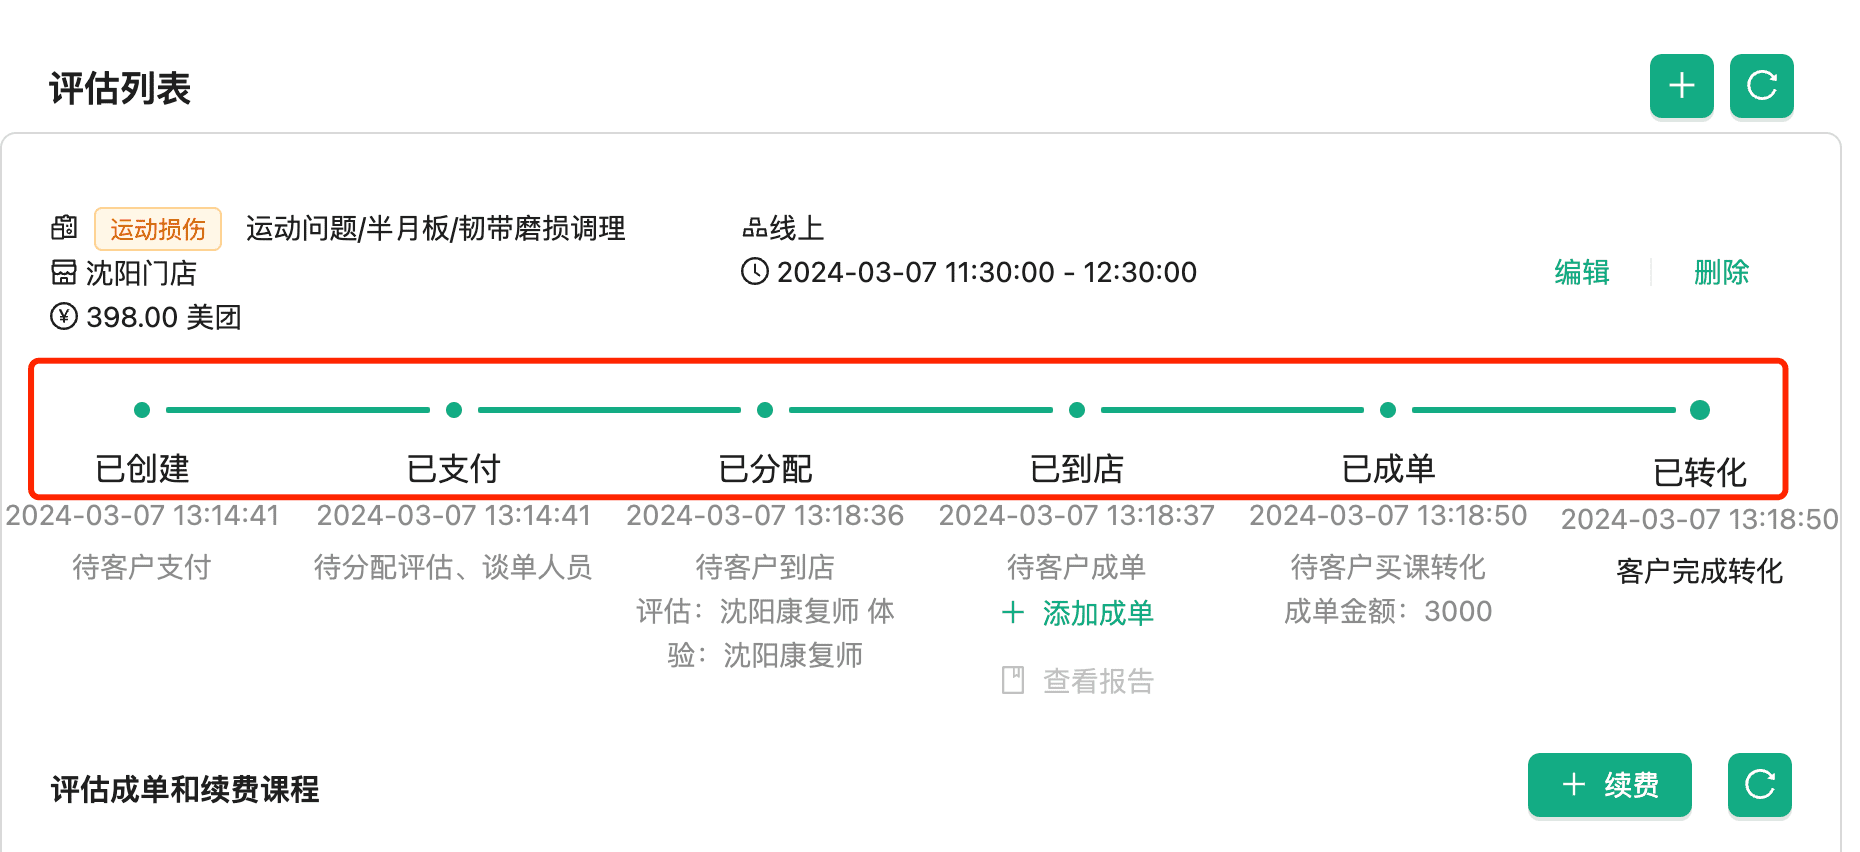 评估列表
运动损伤 运动问题/半月板/韧带磨损调理
线上
沈阳门店
2024-03-07 11:30:00 - 12:30:00
编辑
删除
¥ 398.00 美团
已创建 已支付 已分配 已到店 已成单 已转化
2024-03-07 13:14:41 2024-03-07 13:14:41 2024-03-07 13:18:36 2024-03-07 13:18:37 2024-03-07 13:18:50 2024-03-07 13:18:50
待客户支付 待分配评估、谈单人员 待客户到店 待客户成单 待客户买课转化 客户完成转化
评估：沈阳康复师 体 + 添加成单 成单金额：3000
验：沈阳康复师
查看报告
评估成单和续费课程
+ 续费